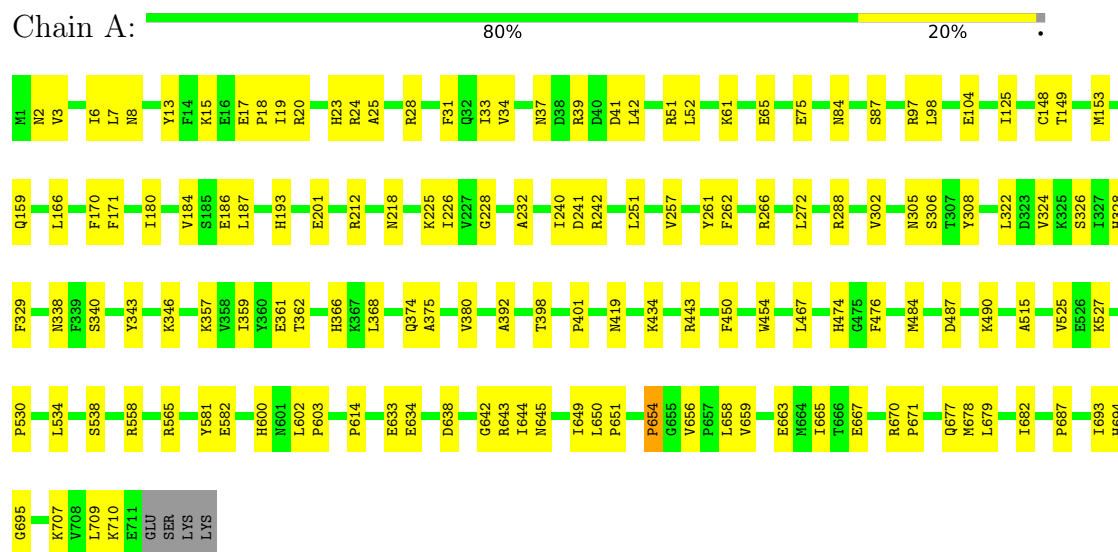 Chain A:
80% 20% •
M1 N2 V3 I6 L7 N8 Y13 F14 K15 E16 E17 P18 I19 R20 H23 R24 A25 R28 F31 Q32 I33 V34 N37 D38 R39 D40 D41 L42 R51 L52 K61 E65 E75 N84 S87 R97 L98 E104 I125 C148 T149 M153
Q159 L166 F170 F171 I180 V184 S185 E186 L187 H193 E201 R212 N218 K225 I226 V227 G228 A232 I240 D241 R242 L251 V257 Y261 F262 R266 L272 R288 V302 N305 S306 T307 Y308 L322 D323 V324 K325 S326 I327 H328
F329 N338 F339 S340 Y343 K346 K357 V358 I359 Y360 E361 T362 H366 K367 L368 Q374 A375 V380 A392 T398 P401 N419 K434 R443 F450 W454 L467 H474 G475 F476 M484 D487 K490 A515 V525 E526 K527
P530 L534 S538 R558 R565 Y581 E582 H600 N601 L602 P603 P614 E633 E634 D638 G642 R643 I644 N645 I649 L650 P651 P654 G655 V656 P657 L658 V659 E663 M664 I665 T666 E667 R670 P671 Q677 M678 L679 I682 P687 I693 H694
G695 K707 V708 L709 K710 E711 GLU SER LYS LYS